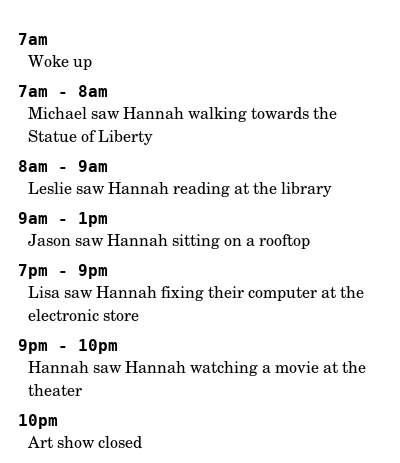 7am
Woke up
7am - 8am
Michael saw Hannah walking towards the
Statue of Liberty
8am - 9am
Leslie saw Hannah reading at the library
9am - 1pm
Jason saw Hannah sitting on a rooftop
7pm - 9pm
Lisa saw Hannah fixing their computer at the
electronic store
9pm - 10pm
Hannah saw Hannah watching a movie at the
theater
10pm
Art show closed